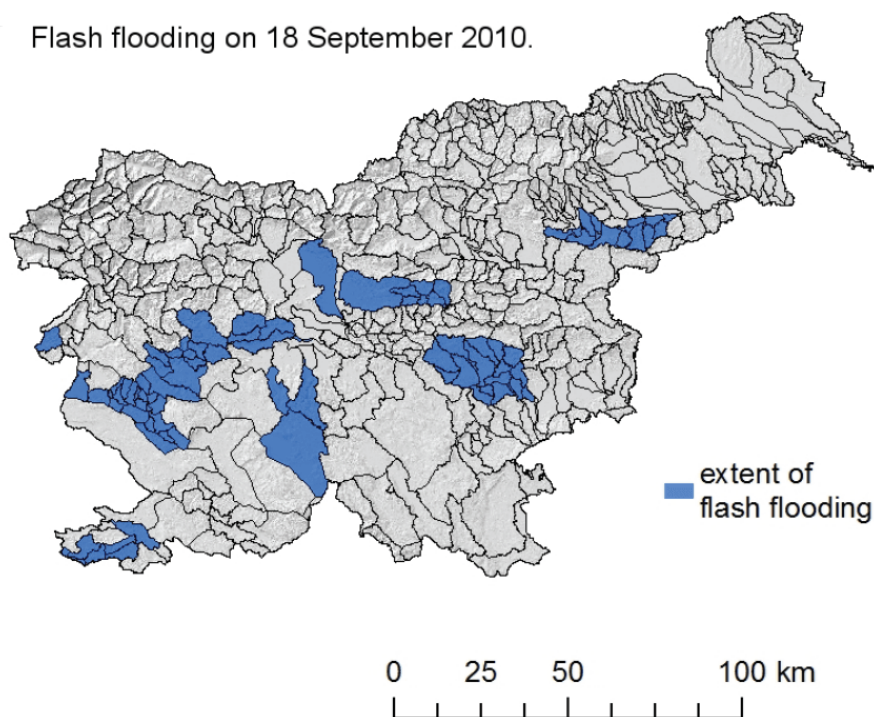 Flash flooding on 18 September 2010.
extent of
flash flooding
0 25 50 100 km